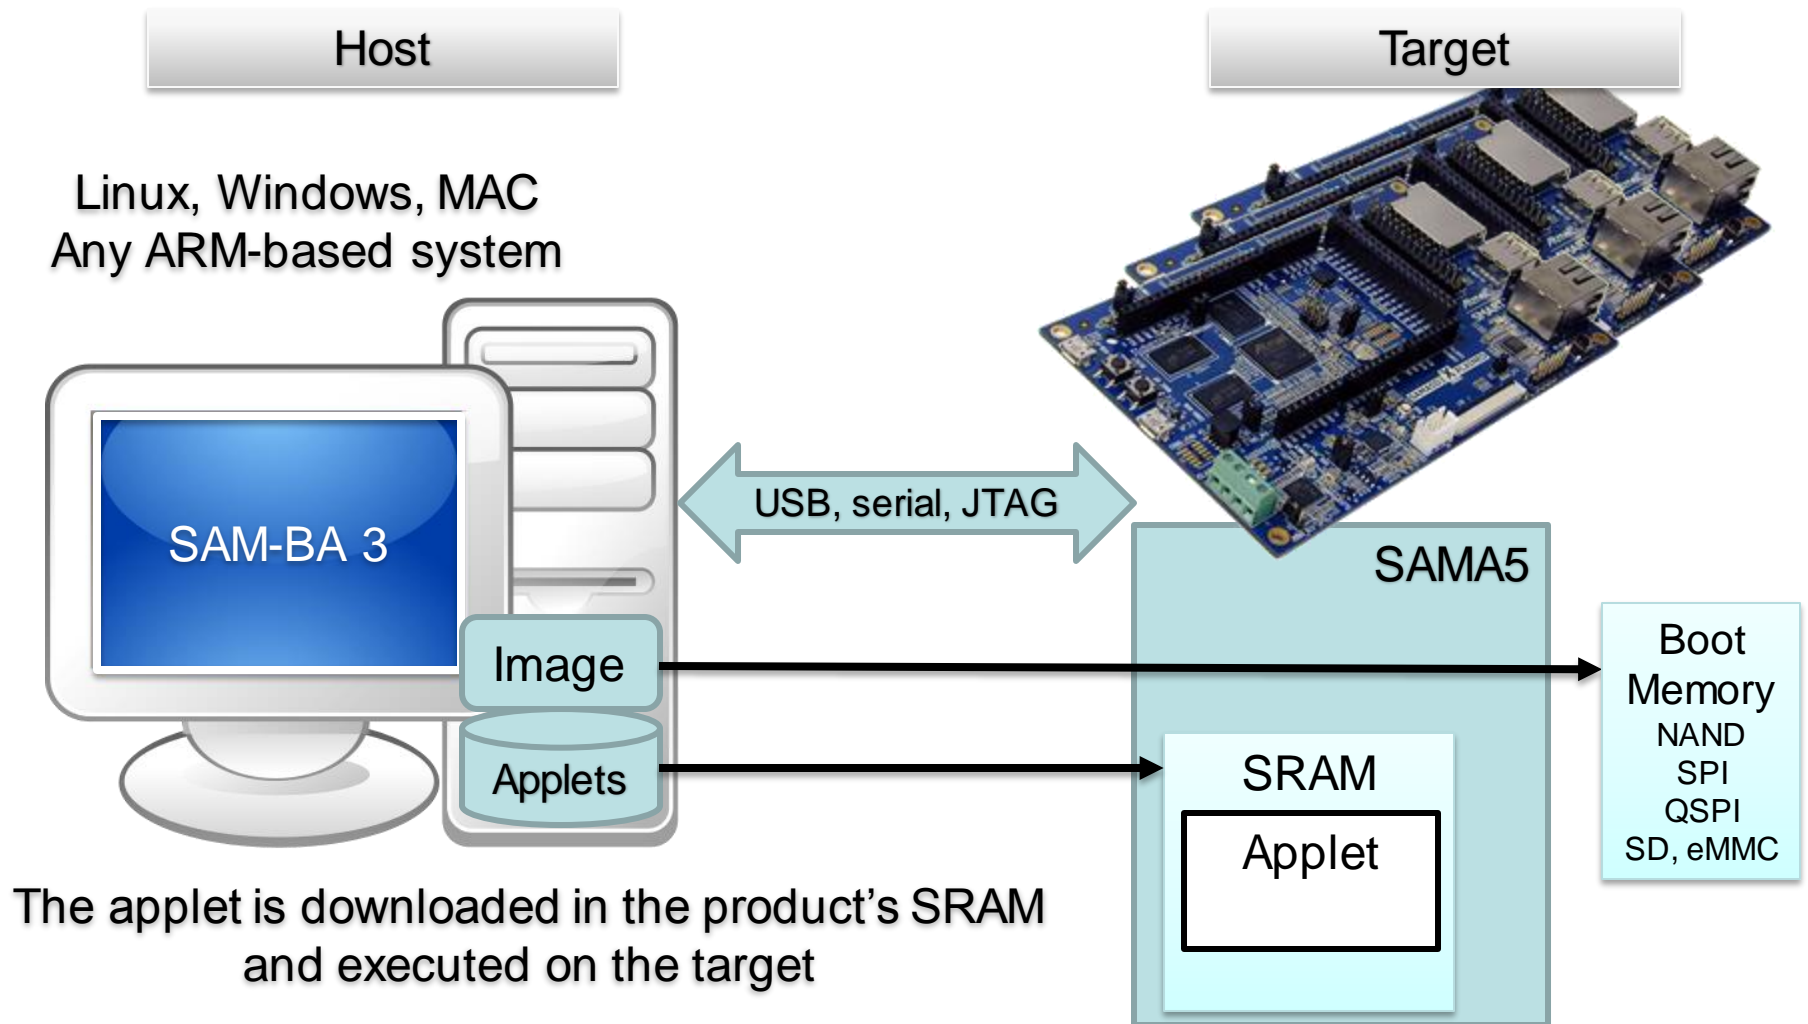 Host
Target
Linux, Windows, MAC
Any ARM-based system
SAM-BA 3
USB, serial, JTAG
SAMA5
Image
Applets
Boot
Memory
NAND
SPI
QSPI
SD, eMMC
SRAM
Applet
The applet is downloaded in the product’s SRAM
and executed on the target